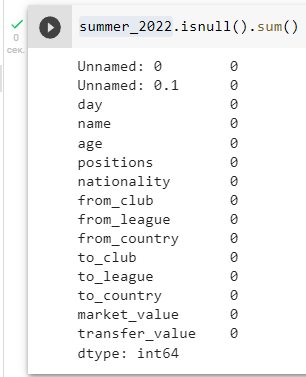 summer_2022.isnull().sum()
0
сек.
Unnamed: 0 0
Unnamed: 0.1 0
day 0
name 0
age 0
positions 0
nationality 0
from_club 0
from_league 0
from_country 0
to_club 0
to_league 0
to_country 0
market_value 0
transfer_value 0
dtype: int64